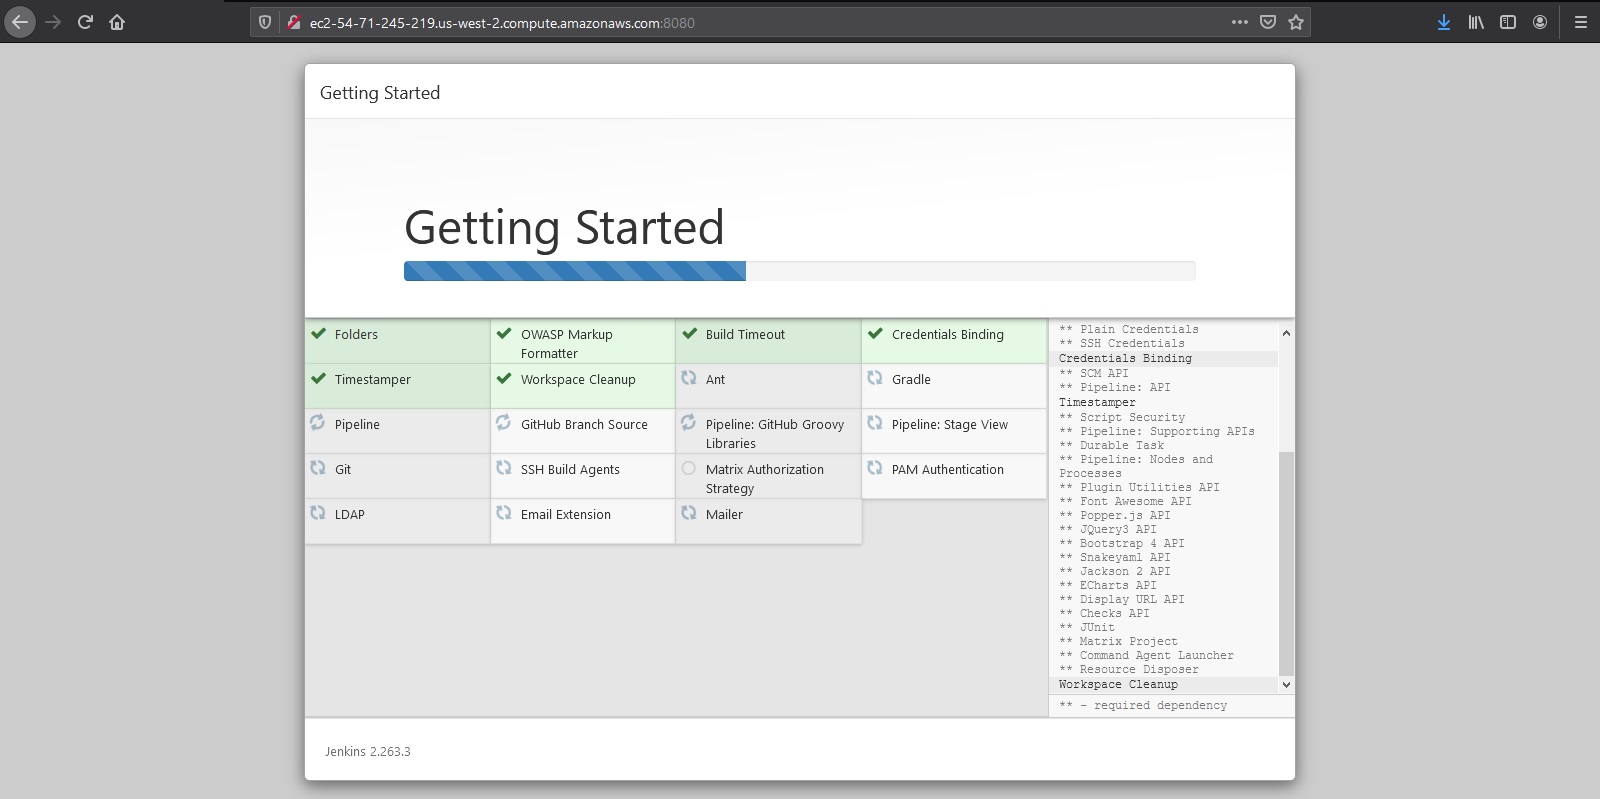 ec2-54-71-245-219.us-west-2.compute.amazonaws.com:8080
Getting Started
Getting Started
Folders
OWASP Markup
Formatter
Build Timeout
Credentials Binding
Timestamper
Workspace Cleanup
Ant
Gradle
Pipeline
GitHub Branch Source
Pipeline: GitHub Groovy
Libraries
Pipeline: Stage View
Git
SSH Build Agents
Matrix Authorization
Strategy
PAM Authentication
LDAP
Email Extension
Mailer
** Plain Credentials
** SSH Credentials
Credentials Binding
** SCM API
** Pipeline: API
Timestamper
** Script Security
** Pipeline: Supporting APIs
** Durable Task
** Pipeline: Nodes and
Processes
** Plugin Utilities API
** Font Awesome API
** Popper.js API
** JQuery3 API
** Bootstrap 4 API
** Snakeyaml API
** Jackson 2 API
** ECharts API
** Display URL API
** Checks API
** JUnit
** Matrix Project
** Command Agent Launcher
** Resource Disposer
Workspace Cleanup
** - required dependency
Jenkins 2.263.3